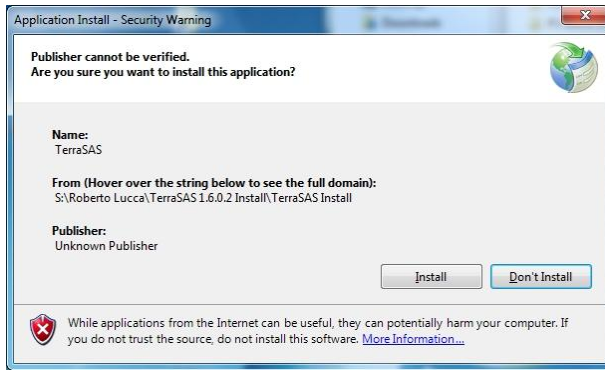 Application Install - Security Warning
Publisher cannot be verified.
Are you sure you want to install this application?
Name:
TerraSAS
From (Hover over the string below to see the full domain):
S:\Roberto Lucca\TerraSAS 1.6.0.2 Install\TerraSAS Install
Publisher:
Unknown Publisher
Install
Don't Install
While applications from the Internet can be useful, they can potentially harm your computer. If
you do not trust the source, do not install this software. More Information...